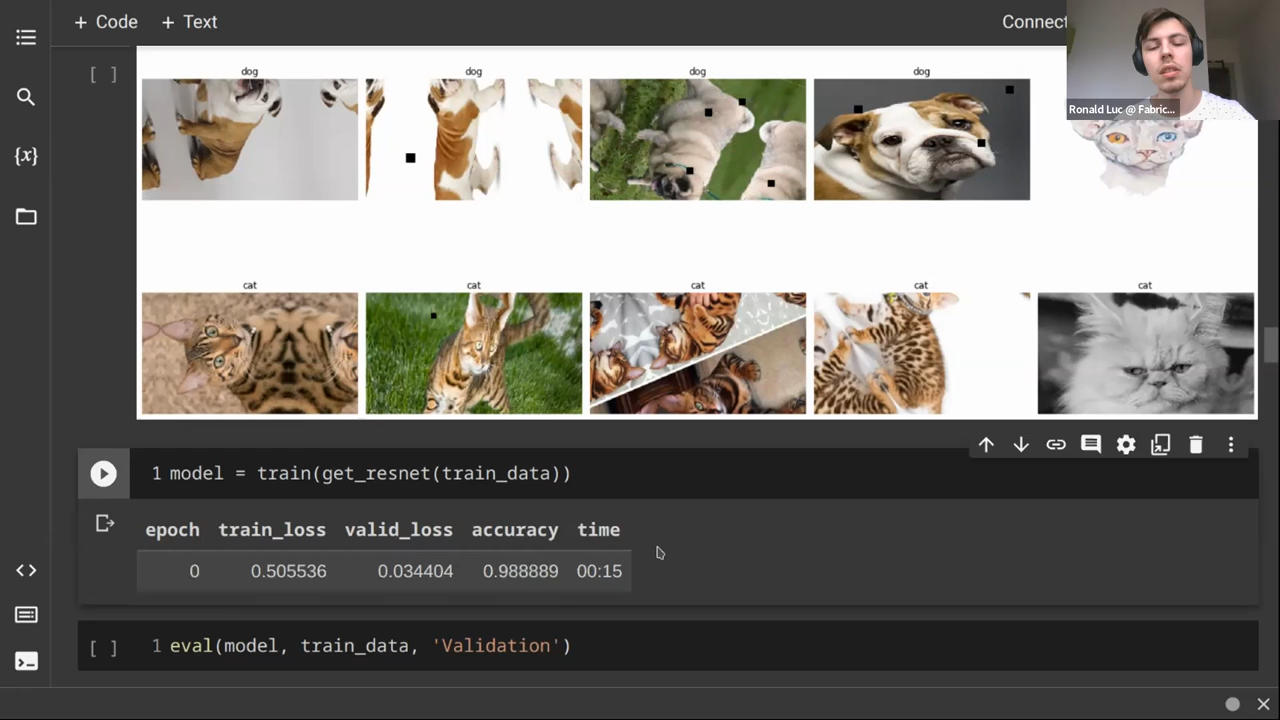 + Code + Text Connect
Ronald Luc @ Fabric...
[ ]
dog dog dog dog
cat cat cat cat cat
{x}
1 model = train(get_resnet(train_data))
epoch train_loss valid_loss accuracy time
0 0.505536 0.034404 0.988889 00:15
[ ] 1 eval(model, train_data, 'Validation')